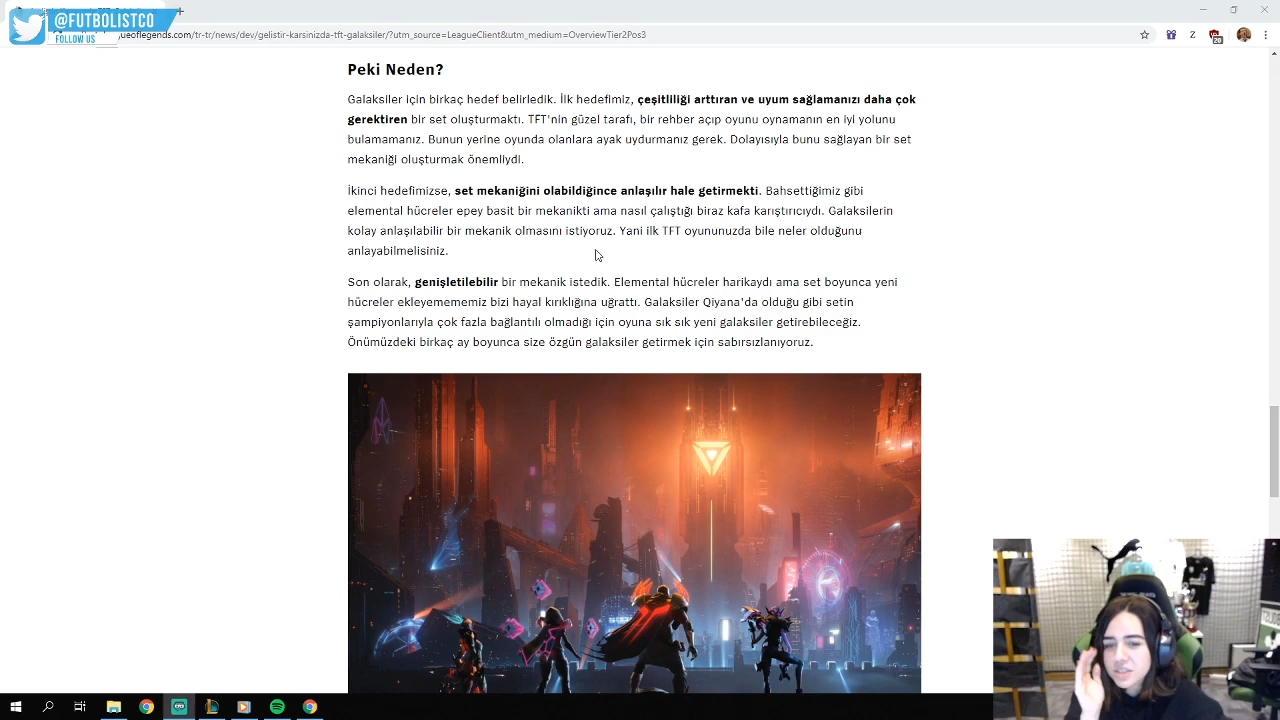 @FUTBOLISTCO
FOLLOW US
ueoflegends.com/tr-tr/news/dev/gelistir-karsinizda-tft-galaksiler/?utm_source=LeagueClient&utm_medium=OverviewTier2Pos3
Peki Neden?
Galaksiler için birkaç hedef belirledik. İlk hedefimiz, çeşitliliği arttıran ve uyum sağlamanızı daha çok
gerektiren bir set oluşturmaktı. TFT'nin güzel tarafı, bir rehber açıp oyunu oynamanın en iyi yolunu
bulamamanız. Bunun yerine oyunda olanlara ayak uydurmanız gerek. Dolayısıyla bunu sağlayan bir set
mekaniği oluşturmak önemliydi.
İkinci hedefimizse, set mekaniğini olabildiğince anlaşılır hale getirmekti. Bahsettiğimiz gibi
elemental hücreler epey basit bir mekanikti ama nasıl çalıştığı biraz kafa karıştırıcıydı. Galaksilerin
kolay anlaşılabilir bir mekanik olmasını istiyoruz. Yani ilk TFT oyununuzda bile neler olduğunu
anlayabilmelisiniz.
Son olarak, genişletilebilir bir mekanik istedik. Elemental hücreler harikaydı ama set boyunca yeni
hücreler ekleyemememiz bizi hayal kırıklığına uğrattı. Galaksiler Qiyana'da olduğu gibi setin
şampiyonlarıyla çok fazla bağlantılı olmadığı için oyuna sık sık yeni galaksiler getirebileceğiz.
Önümüzdeki birkaç ay boyunca size özgün galaksiler getirmek için sabırsızlanıyoruz.